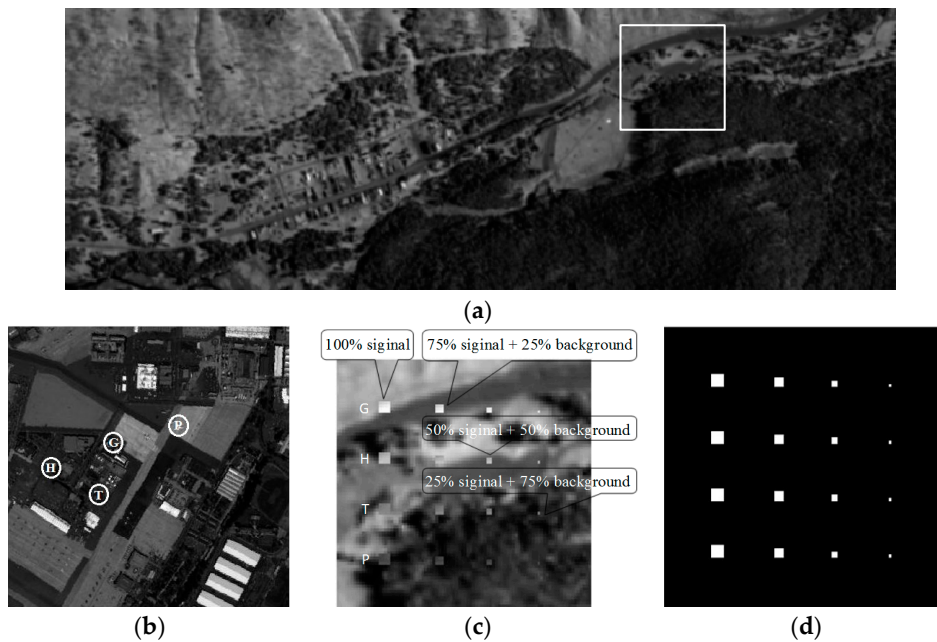 (a)
P
G
H
T
100% siginal
75% siginal + 25% background
G
50% siginal + 50% background
H
25% siginal + 75% background
T
P
(b)
(c)
(d)